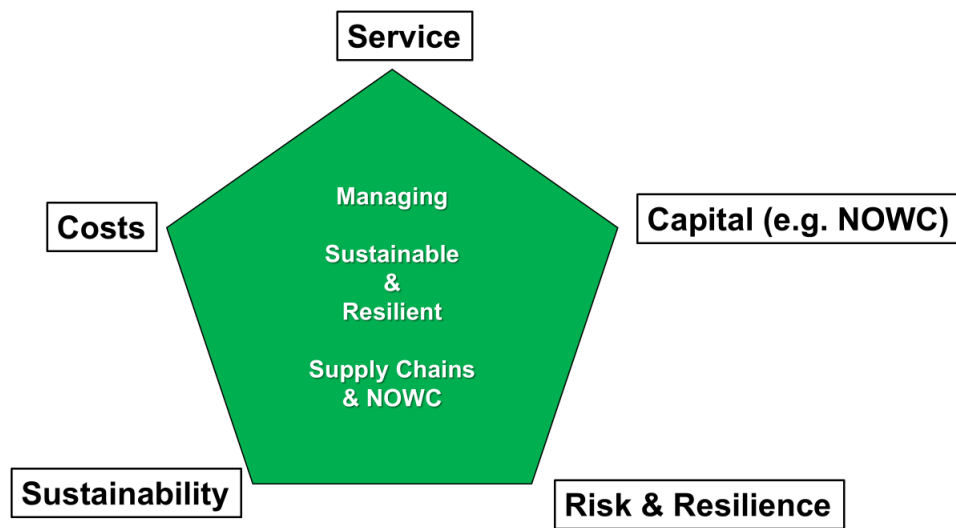 Service
Costs
Capital (e.g. NOWC)
Managing
Sustainable
&
Resilient
Supply Chains
& NOWC
Sustainability
Risk & Resilience